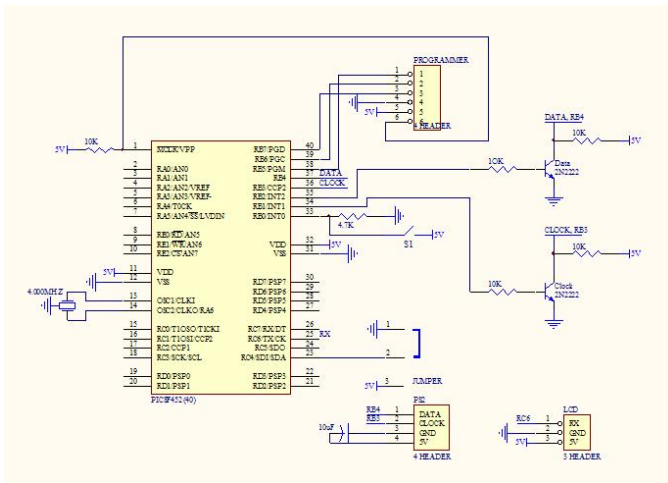 PROGRAMMER
1 1
2 2
3 3
4 4
5V 5 5
6 6
4 HEADER
5V 10K
1 MCLR/VPP RB7/PGD 40
RB6/PGC 39
2 RA0/AN0 RB5/PGM 38
3 RA1/AN1 RB4 37 DATA
4 RA2/AN2/VREF RB3/CCP2 36 CLOCK
5 RA3/AN3/VREF- RB2/INT2 35
6 RA4/T0CK RB1/INT1 34
7 RA5/AN4/SS/LVDIN RB0/INT0 33
4.7K
S1 5V
8 RE0/RD/AN5
9 RE1/WR/AN6 VDD 32 5V
10 RE2/CS/AN7 VSS 31
5V 11 VDD
12 VSS RD7/PSP7 30
RD6/PSP6 29
4.000MHZ 13 OSC1/CLKI RD5/PSP5 28
14 OSC2/CLKO/RA6 RD4/PSP4 27
15 RC0/T1OSO/T1CKI RC7/RX/DT 26
16 RC1/T1OSI/CCP2 RC6/TX/CK 25 RX
17 RC2/CCP1 RC5/SDO 24
18 RC3/SCK/SCL RC4/SDI/SDA 23
19 RD0/PSP0 RD3/PSP3 22
20 RD1/PSP1 RD2/PSP2 21
PIC8F452(40)
DATA, RB4
10K 5V
10K
Data
2N2222
CLOCK, RB3
10K 5V
10K
Clock
2N2222
1
2
5V 3 JUMPER
PS2
RB4 1 DATA
RB3 2 CLOCK
10uF 3 GND
4 5V
4 HEADER
LCD
RC6 1 RX
2 GND
5V 3 5V
3 HEADER